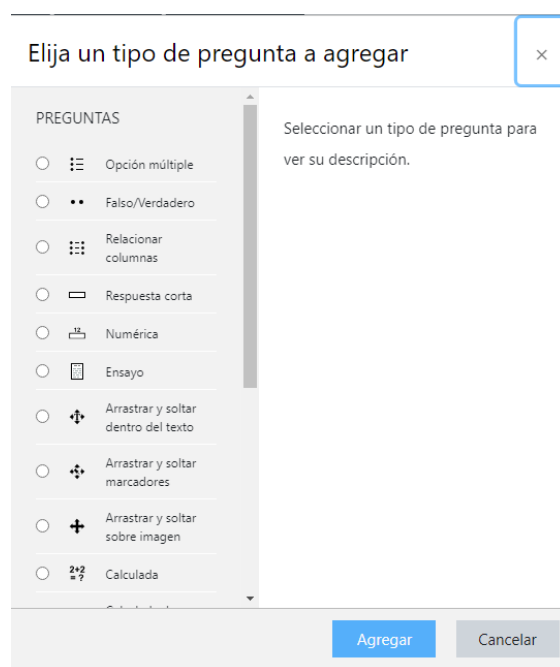 Elija un tipo de pregunta a agregar
×
PREGUNTAS
Seleccionar un tipo de pregunta para
ver su descripción.
Opción múltiple
Falso/Verdadero
Relacionar
columnas
Respuesta corta
12
Numérica
Ensayo
Arrastrar y soltar
dentro del texto
Arrastrar y soltar
marcadores
Arrastrar y soltar
sobre imagen
2+2
= ?
Calculada
Agregar
Cancelar